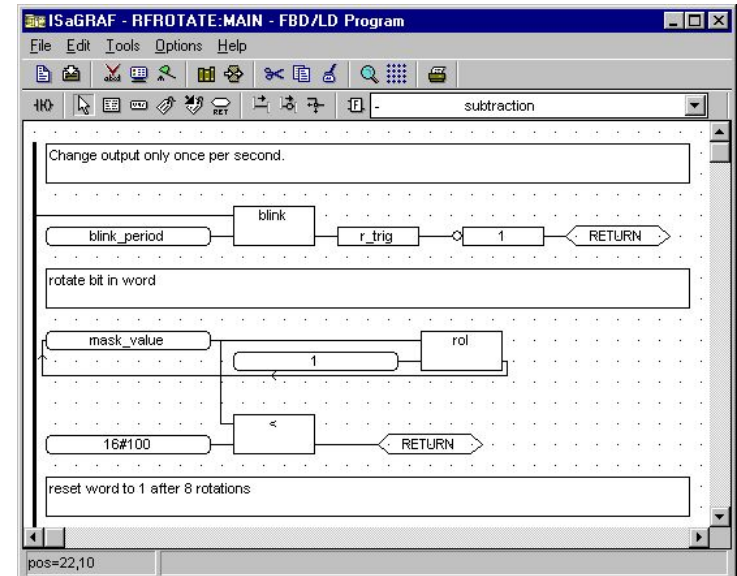 ISaGRAF - RFROTATE:MAIN - FBD/LD Program
File Edit Tools Options Help
RET
- subtraction
Change output only once per second.
blink
blink_period r_trig 1 RETURN
rotate bit in word
mask_value rol
1
<
16#100 RETURN
reset word to 1 after 8 rotations
pos=22,10